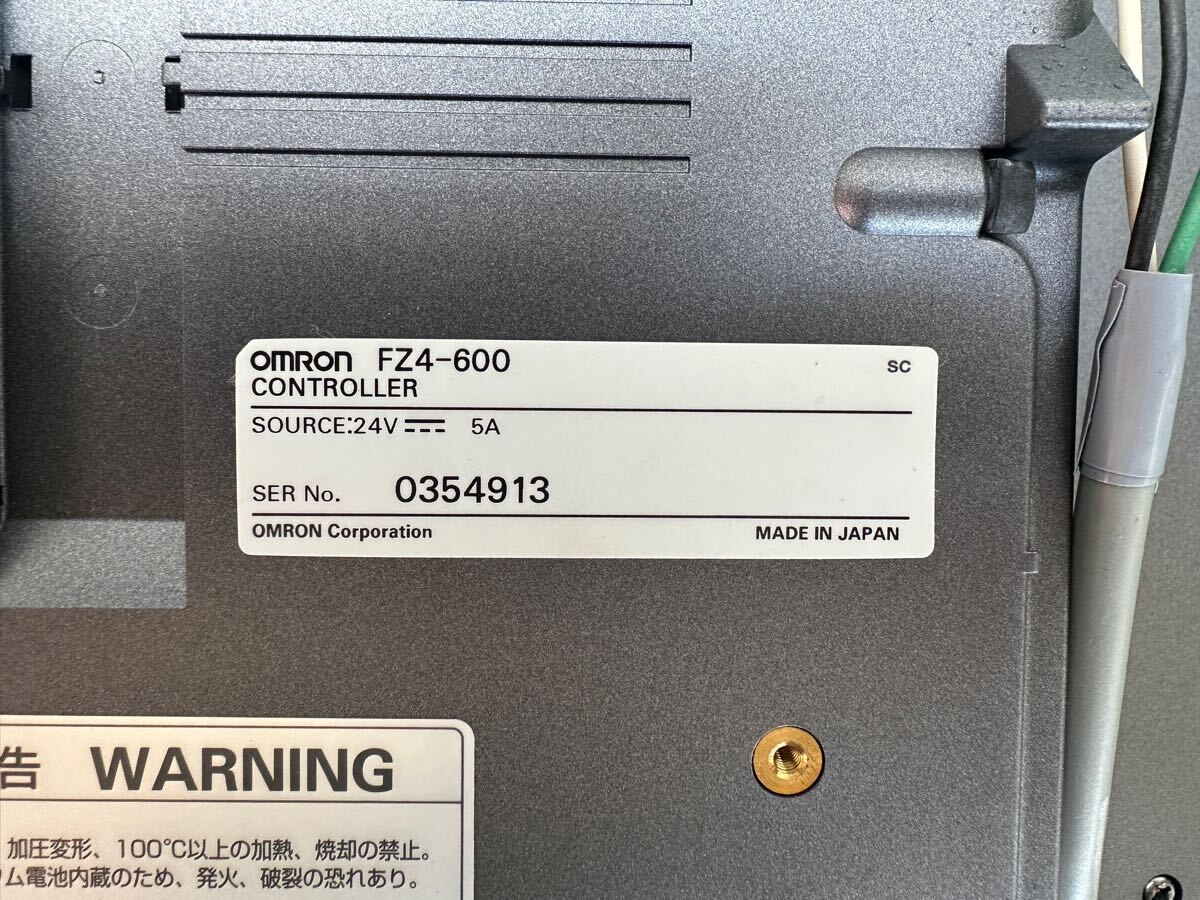 OMRON FZ4-600 SC
CONTROLLER
SOURCE:24V 5A
SER No. 0354913
OMRON Corporation MADE IN JAPAN
告 WARNING
加圧変形、100℃以上の加熱、焼却の禁止。
ム電池内蔵のため、発火、破裂の恐れあり。